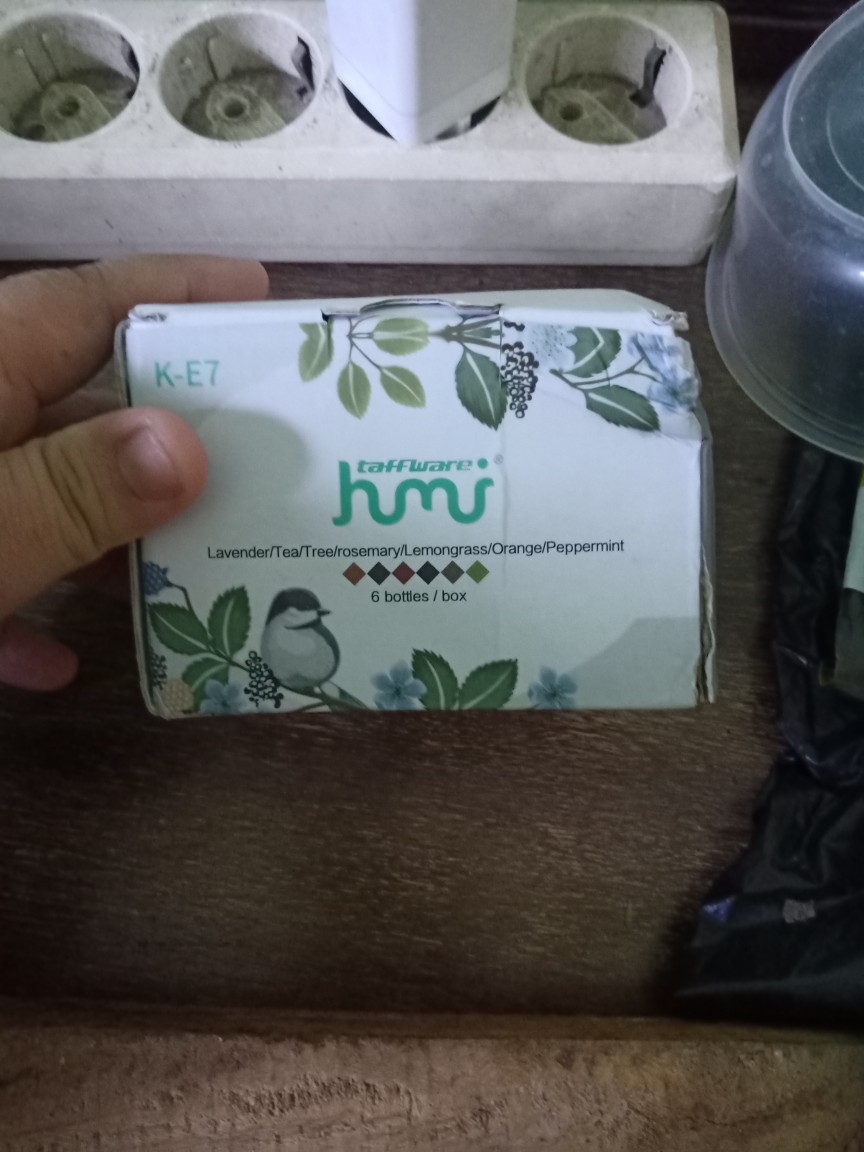 K-E7
taffware
humi
Lavender/Tea/Tree/rosemary/Lemongrass/Orange/Peppermint
6 bottles / box